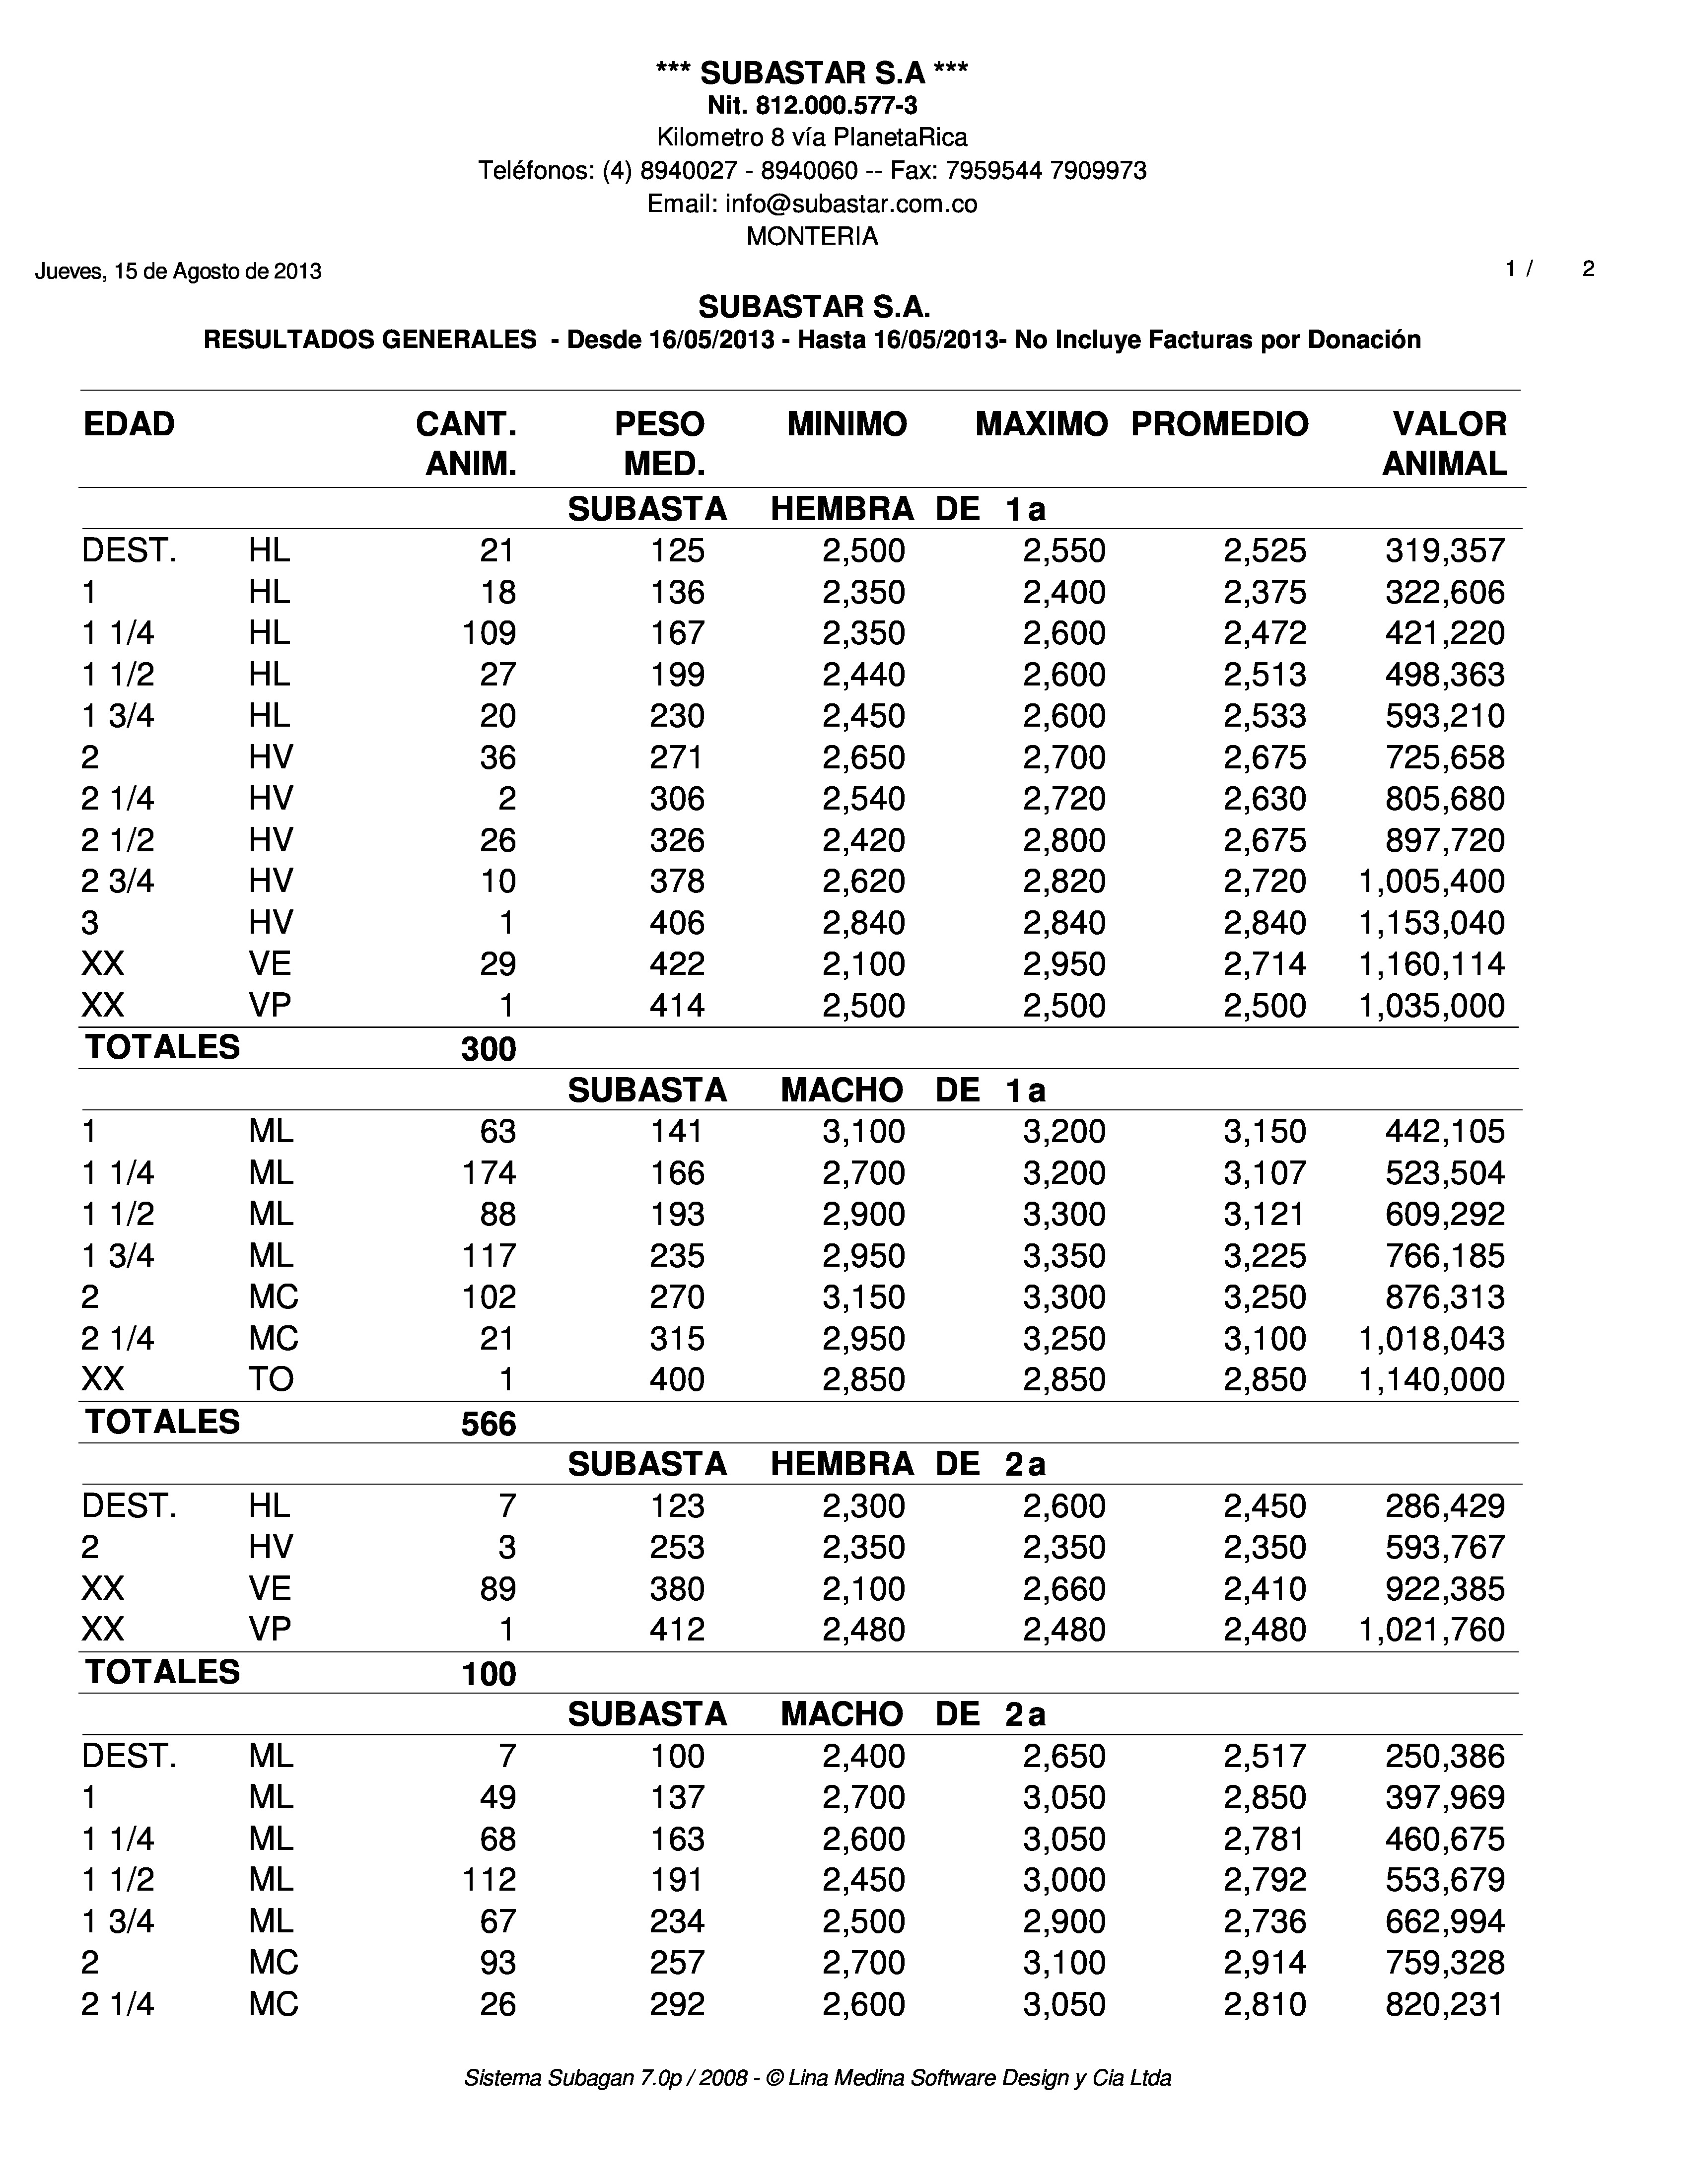 *** SUBASTAR S.A ***
Nit. 812.000.577-3
Kilometro 8 vía PlanetaRica
Teléfonos: (4) 8940027 - 8940060 -- Fax: 7959544 7909973
Email: info@subastar.com.co
MONTERIA
Jueves, 15 de Agosto de 2013 1 / 2
SUBASTAR S.A.
RESULTADOS GENERALES - Desde 16/05/2013 - Hasta 16/05/2013- No Incluye Facturas por Donación
EDAD CANT. PESO MINIMO MAXIMO PROMEDIO VALOR
ANIM. MED. ANIMAL
SUBASTA HEMBRA DE 1a
DEST. HL 21 125 2,500 2,550 2,525 319,357
1 HL 18 136 2,350 2,400 2,375 322,606
1 1/4 HL 109 167 2,350 2,600 2,472 421,220
1 1/2 HL 27 199 2,440 2,600 2,513 498,363
1 3/4 HL 20 230 2,450 2,600 2,533 593,210
2 HV 36 271 2,650 2,700 2,675 725,658
2 1/4 HV 2 306 2,540 2,720 2,630 805,680
2 1/2 HV 26 326 2,420 2,800 2,675 897,720
2 3/4 HV 10 378 2,620 2,820 2,720 1,005,400
3 HV 1 406 2,840 2,840 2,840 1,153,040
XX VE 29 422 2,100 2,950 2,714 1,160,114
XX VP 1 414 2,500 2,500 2,500 1,035,000
TOTALES 300
SUBASTA MACHO DE 1a
1 ML 63 141 3,100 3,200 3,150 442,105
1 1/4 ML 174 166 2,700 3,200 3,107 523,504
1 1/2 ML 88 193 2,900 3,300 3,121 609,292
1 3/4 ML 117 235 2,950 3,350 3,225 766,185
2 MC 102 270 3,150 3,300 3,250 876,313
2 1/4 MC 21 315 2,950 3,250 3,100 1,018,043
XX TO 1 400 2,850 2,850 2,850 1,140,000
TOTALES 566
SUBASTA HEMBRA DE 2a
DEST. HL 7 123 2,300 2,600 2,450 286,429
2 HV 3 253 2,350 2,350 2,350 593,767
XX VE 89 380 2,100 2,660 2,410 922,385
XX VP 1 412 2,480 2,480 2,480 1,021,760
TOTALES 100
SUBASTA MACHO DE 2a
DEST. ML 7 100 2,400 2,650 2,517 250,386
1 ML 49 137 2,700 3,050 2,850 397,969
1 1/4 ML 68 163 2,600 3,050 2,781 460,675
1 1/2 ML 112 191 2,450 3,000 2,792 553,679
1 3/4 ML 67 234 2,500 2,900 2,736 662,994
2 MC 93 257 2,700 3,100 2,914 759,328
2 1/4 MC 26 292 2,600 3,050 2,810 820,231
Sistema Subagan 7.0p / 2008 - © Lina Medina Software Design y Cia Ltda